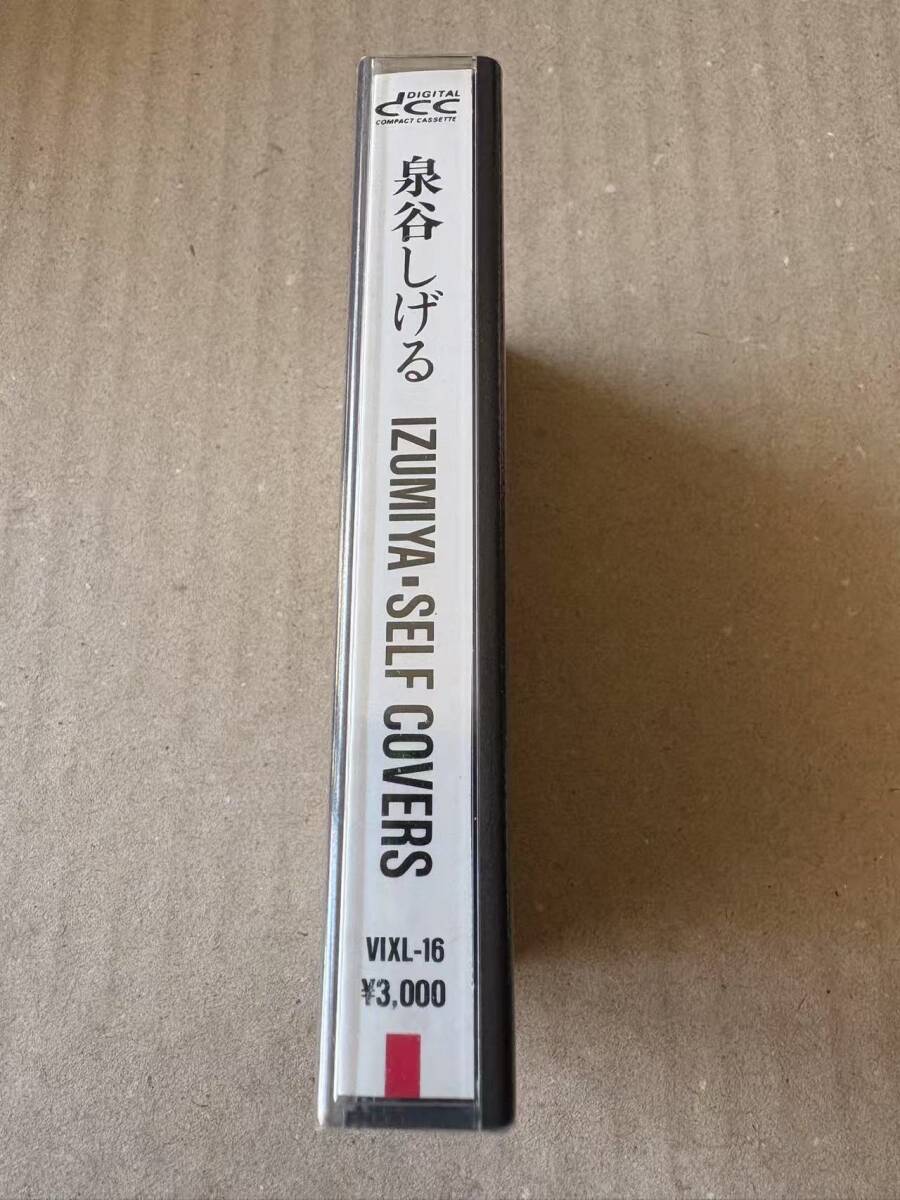 DIGITAL
dcc
COMPACT CASSETTE
泉谷しげる
IZUMIYA・SELF COVERS
VIXL-16
¥3,000